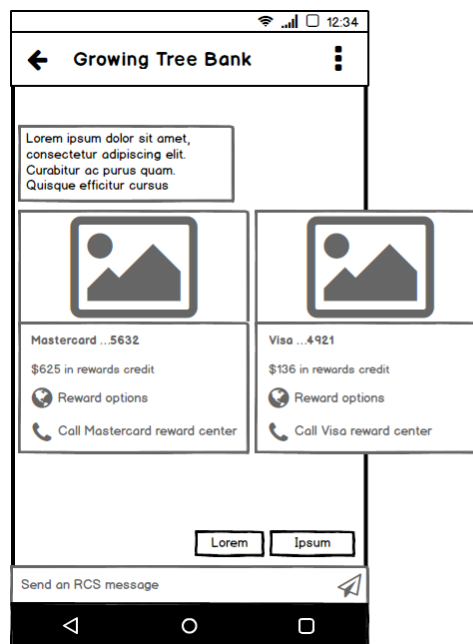 12:34
Growing Tree Bank
Lorem ipsum dolor sit amet,
consectetur adipiscing elit.
Curabitur ac purus quam.
Quisque efficitur cursus
Mastercard ...5632
$625 in rewards credit
Reward options
Call Mastercard reward center
Visa ...4921
$136 in rewards credit
Reward options
Call Visa reward center
Lorem
Ipsum
Send an RCS message